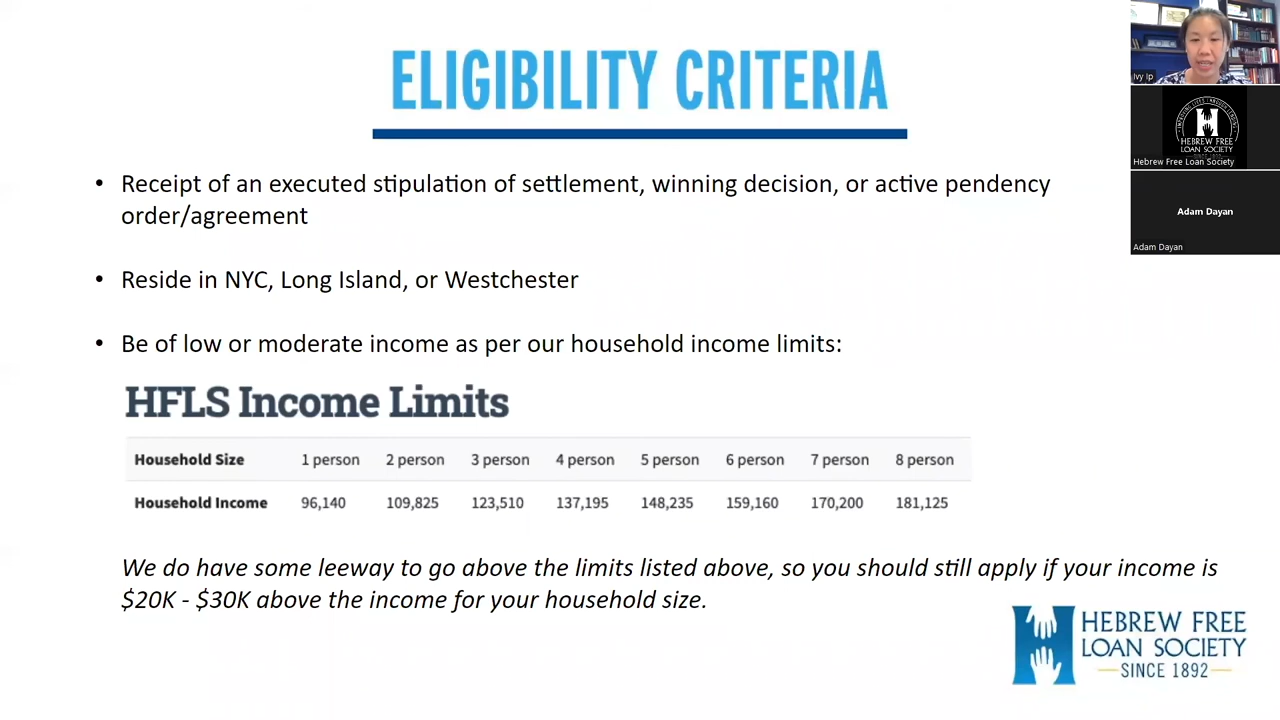 ELIGIBILITY CRITERIA
• Receipt of an executed stipulation of settlement, winning decision, or active pendency
order/agreement
• Reside in NYC, Long Island, or Westchester
• Be of low or moderate income as per our household income limits:
HFLS Income Limits
Household Size 1 person 2 person 3 person 4 person 5 person 6 person 7 person 8 person
Household Income 96,140 109,825 123,510 137,195 148,235 159,160 170,200 181,125
We do have some leeway to go above the limits listed above, so you should still apply if your income is
$20K - $30K above the income for your household size.
HEBREW FREE
LOAN SOCIETY
SINCE 1892
Ivy Ip
HEBREW FREE
LOAN SOCIETY
Hebrew Free Loan Society
Adam Dayan
Adam Dayan